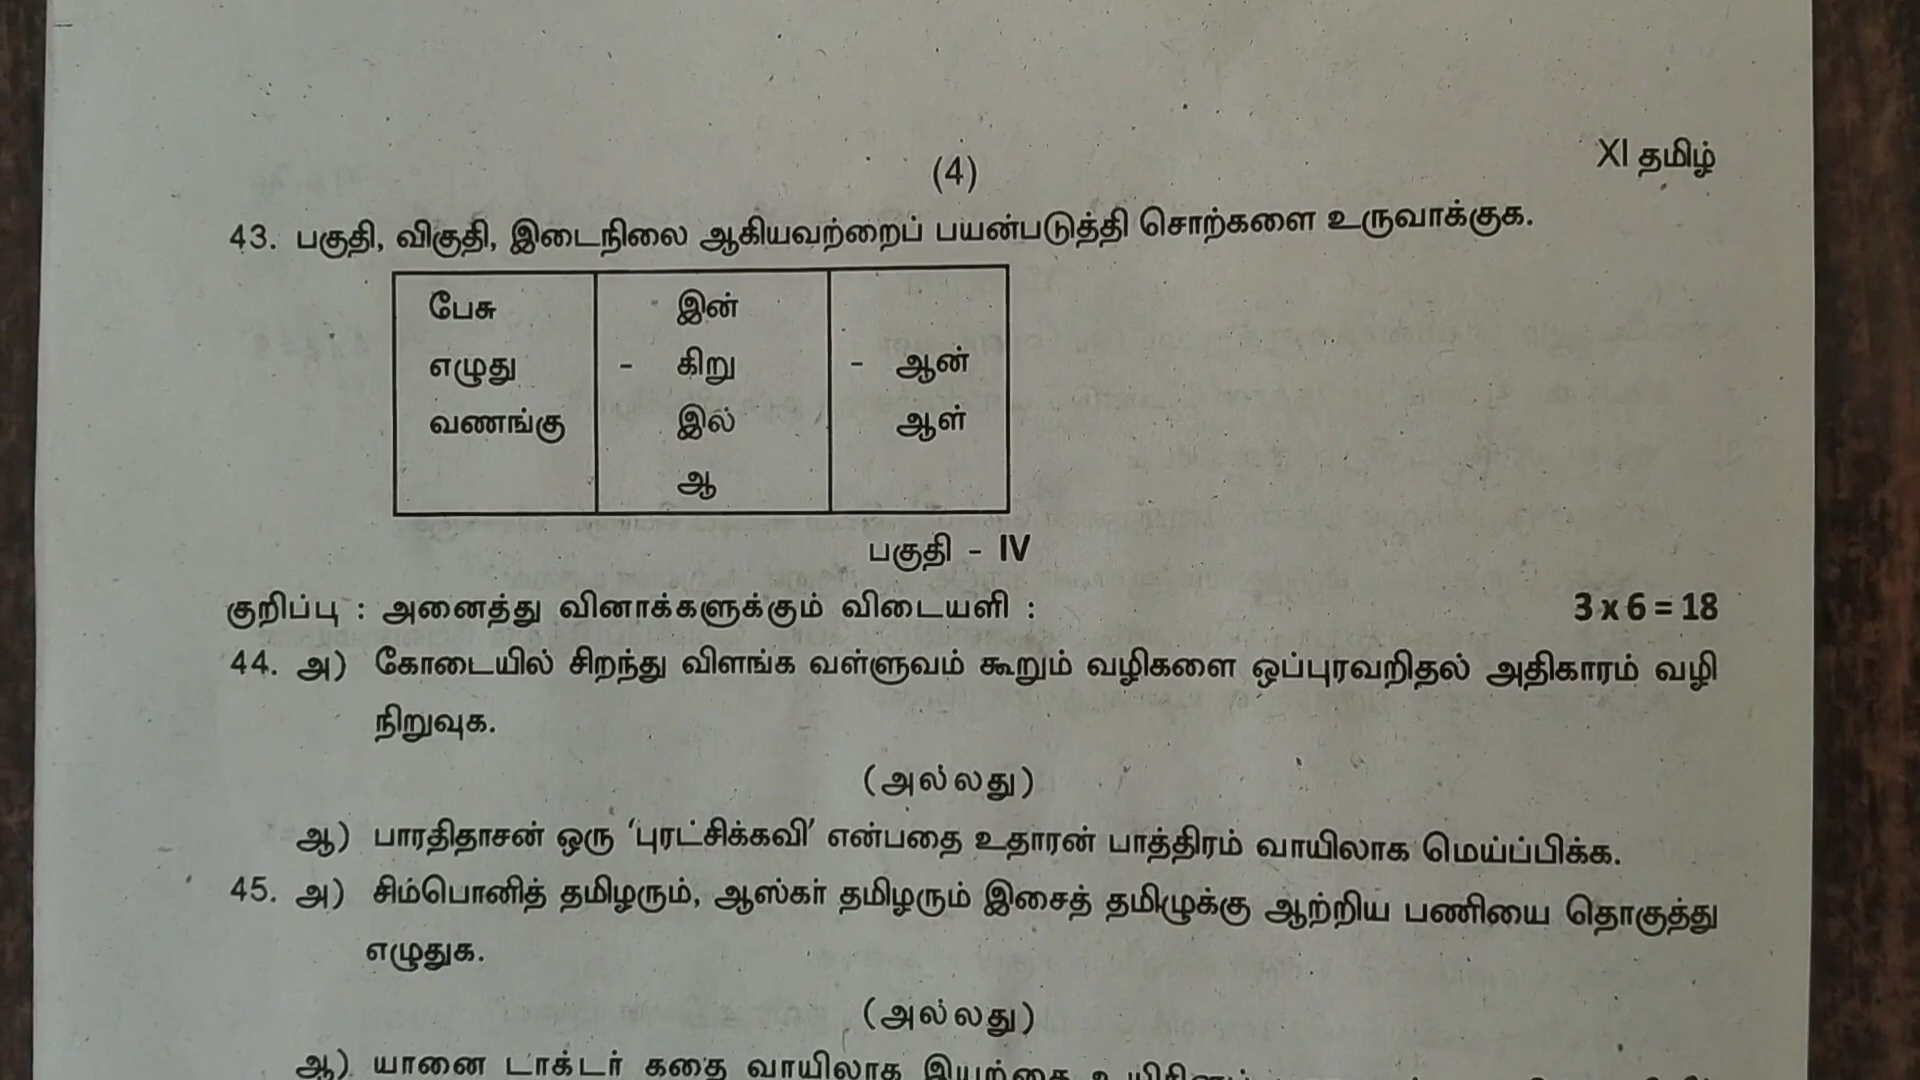 (4)
XI தமிழ்
43. பகுதி, விகுதி, இடைநிலை ஆகியவற்றைப் பயன்படுத்தி சொற்களை உருவாக்குக.
பேசு இன்
எழுது - கிறு - ஆன்
வணங்கு இல் ஆள்
ஆ
பகுதி - IV
குறிப்பு : அனைத்து வினாக்களுக்கும் விடையளி : 3 x 6 = 18
44. அ) கோடையில் சிறந்து விளங்க வள்ளுவம் கூறும் வழிகளை ஒப்புரவறிதல் அதிகாரம் வழி
நிறுவுக.
(அல்லது)
ஆ) பாரதிதாசன் ஒரு ‘புரட்சிக்கவி’ என்பதை உதாரன் பாத்திரம் வாயிலாக மெய்ப்பிக்க.
45. அ) சிம்பொனித் தமிழரும், ஆஸ்கர் தமிழரும் இசைத் தமிழுக்கு ஆற்றிய பணியை தொகுத்து
எழுதுக.
(அல்லது)
ஆ) யானை டாக்டர் கதை வாயிலாக இயற்கை